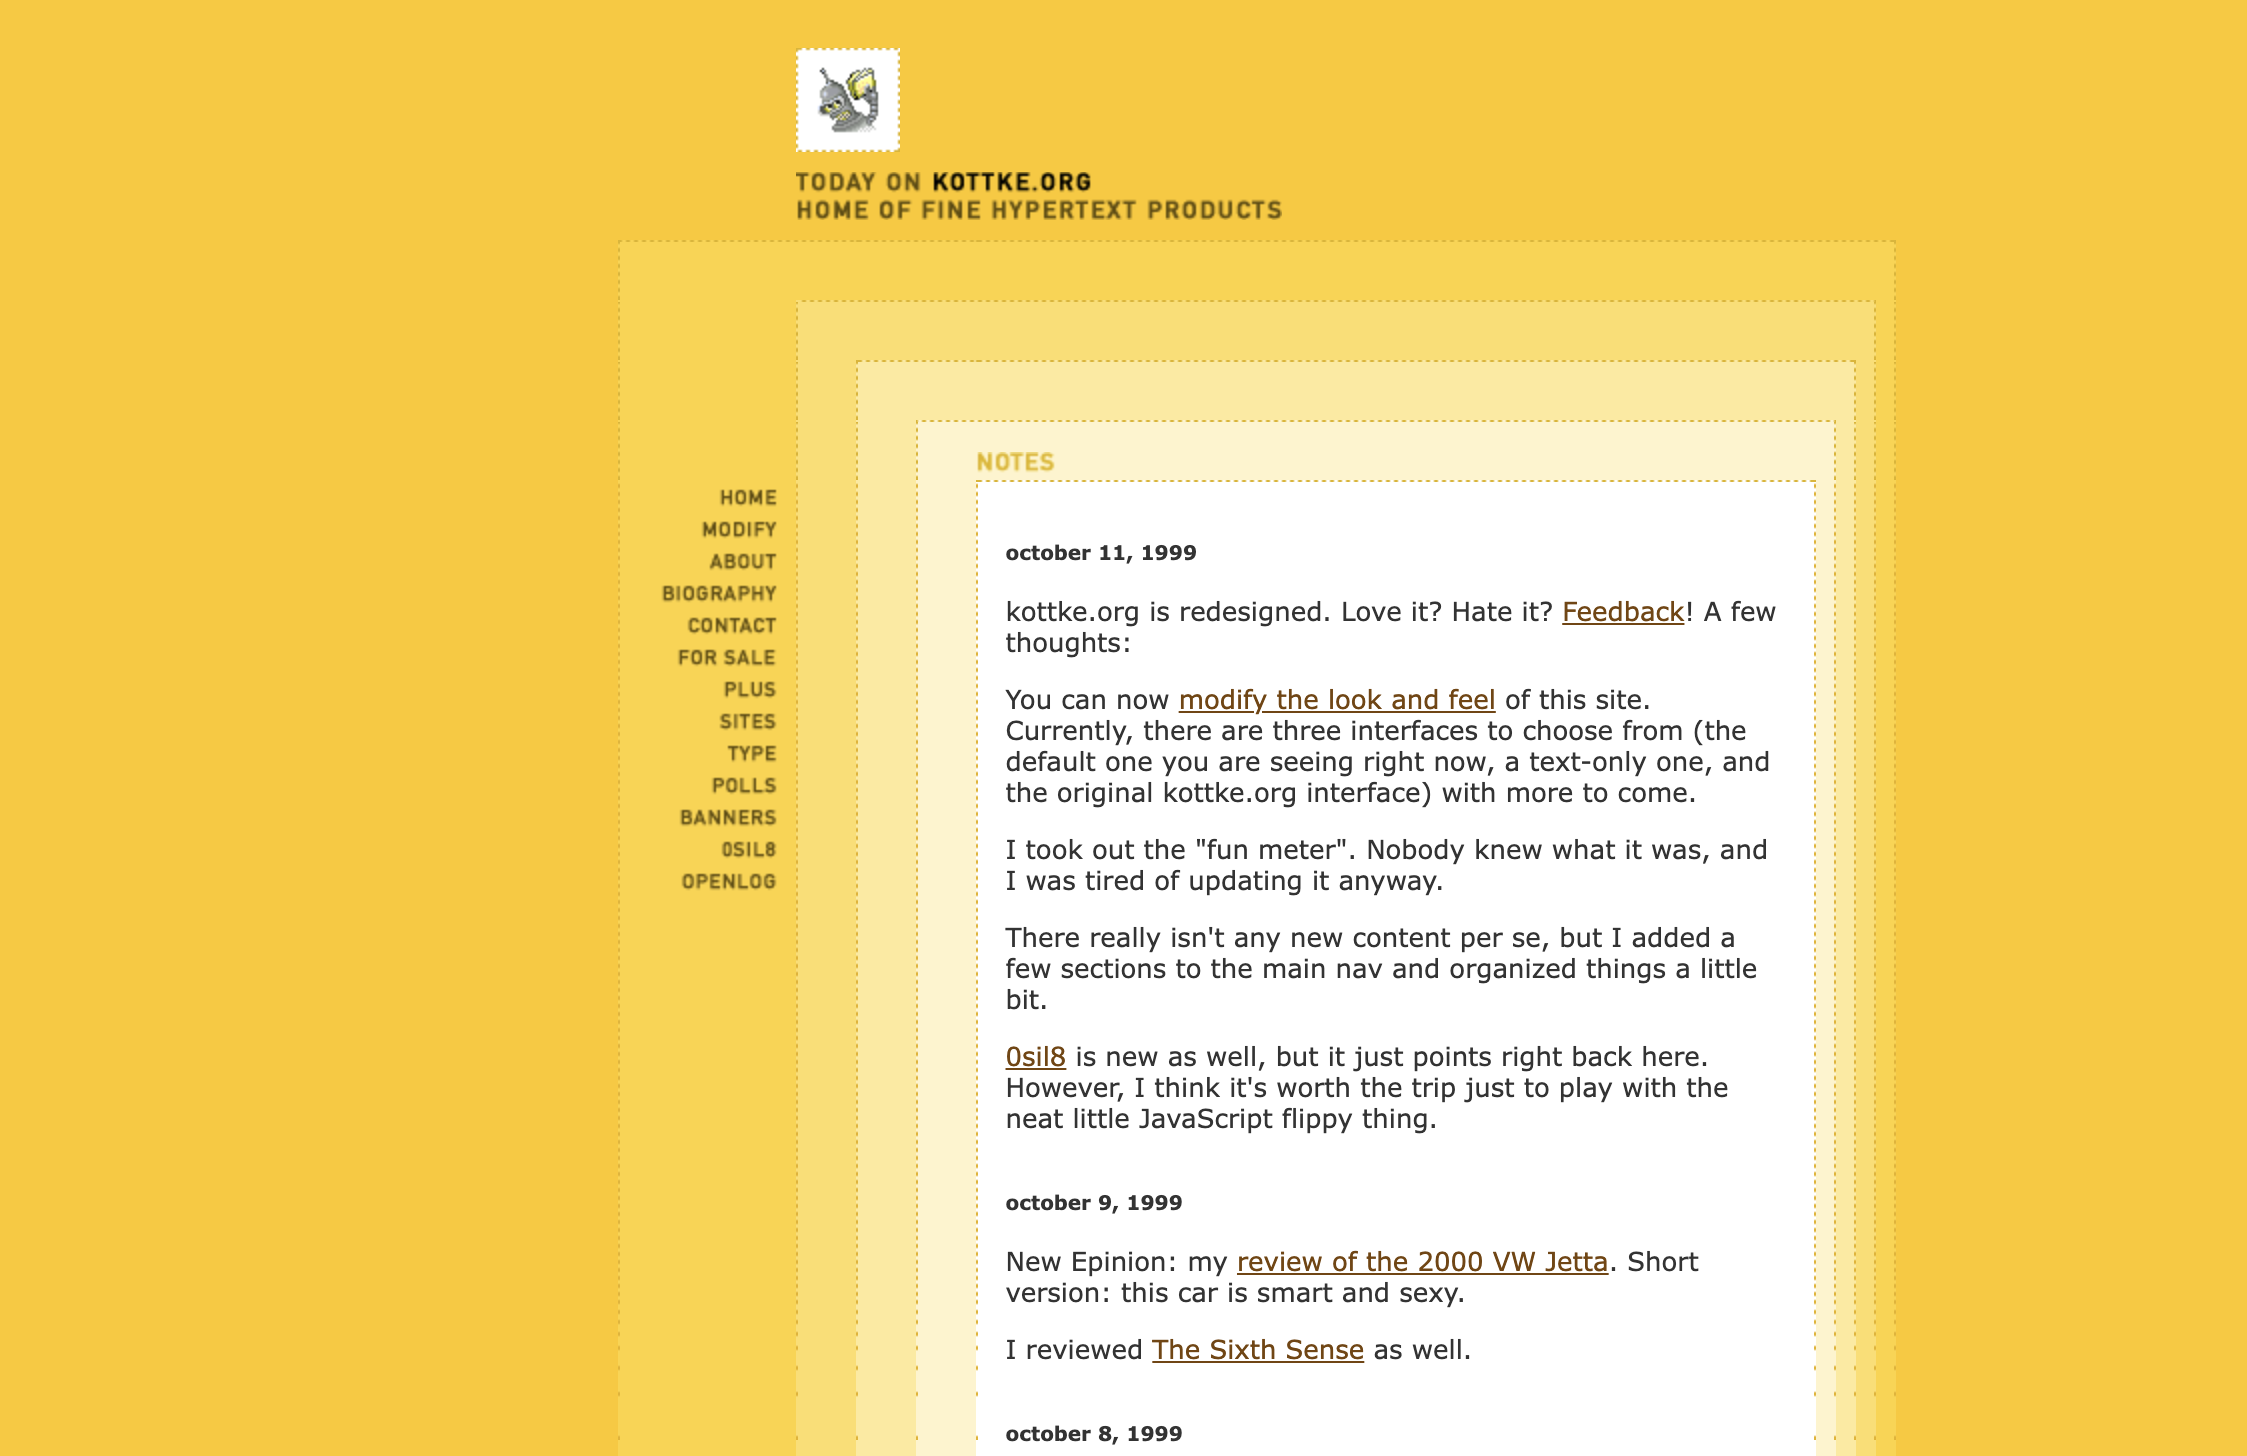 TODAY ON KOTTKE.ORG
HOME OF FINE HYPERTEXT PRODUCTS
NOTES
HOME
MODIFY
ABOUT
BIOGRAPHY
CONTACT
FOR SALE
PLUS
SITES
TYPE
POLLS
BANNERS
0SIL8
OPENLOG
october 11, 1999
kottke.org is redesigned. Love it? Hate it? Feedback! A few
thoughts:
You can now modify the look and feel of this site.
Currently, there are three interfaces to choose from (the
default one you are seeing right now, a text-only one, and
the original kottke.org interface) with more to come.
I took out the "fun meter". Nobody knew what it was, and
I was tired of updating it anyway.
There really isn't any new content per se, but I added a
few sections to the main nav and organized things a little
bit.
0sil8 is new as well, but it just points right back here.
However, I think it's worth the trip just to play with the
neat little JavaScript flippy thing.
october 9, 1999
New Epinion: my review of the 2000 VW Jetta. Short
version: this car is smart and sexy.
I reviewed The Sixth Sense as well.
october 8, 1999